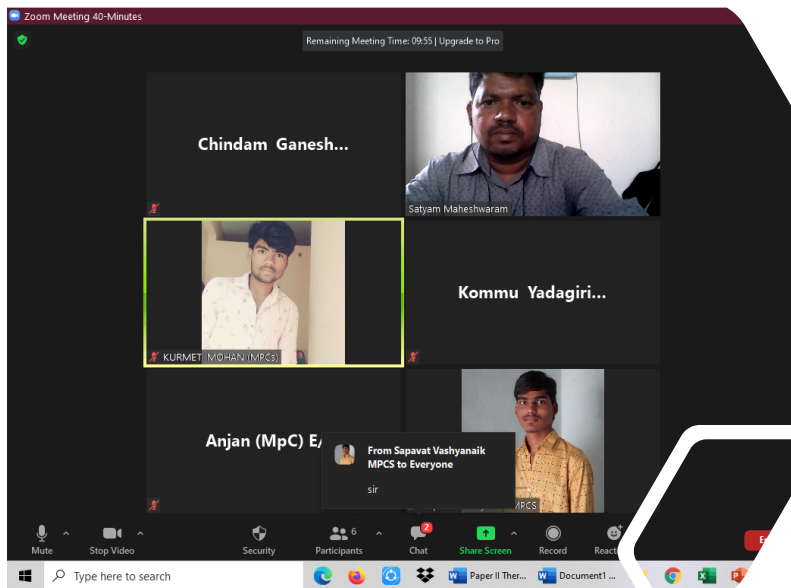 Zoom Meeting 40-Minutes
Remaining Meeting Time: 09:55 | Upgrade to Pro
Chindam Ganesh...
Satyam Maheshwaram
KURMETI MOHAN (MPCs)
Kommu Yadagiri...
Anjan (MpC) E/
From Sapavat Vashyanaik
MPCS to Everyone
sir
MPCS
Mute
Stop Video
Security
6
Participants
2
Chat
Share Screen
Record
React
E
Type here to search
Paper II Ther...
Document1 ...